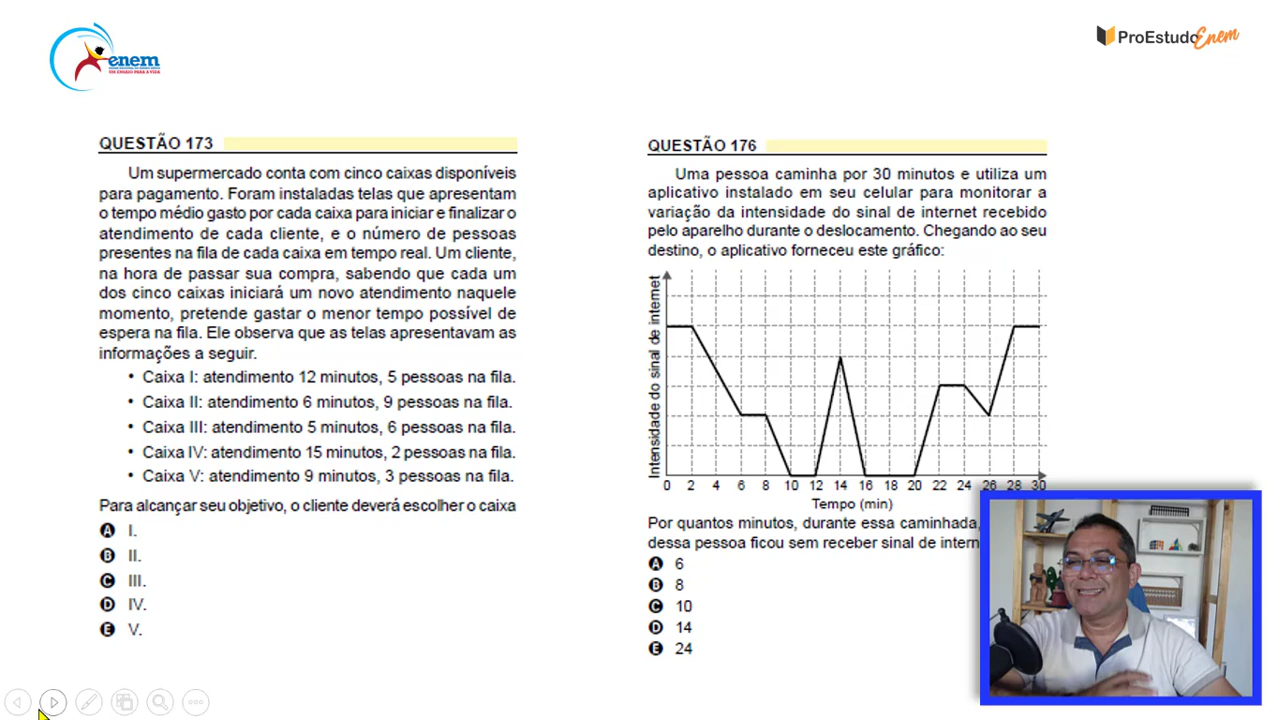 enem
UM ENSAIO PARA A VIDA
ProEstudo Enem
QUESTÃO 173
Um supermercado conta com cinco caixas disponíveis
para pagamento. Foram instaladas telas que apresentam
o tempo médio gasto por cada caixa para iniciar e finalizar o
atendimento de cada cliente, e o número de pessoas
presentes na fila de cada caixa em tempo real. Um cliente,
na hora de passar sua compra, sabendo que cada um
dos cinco caixas iniciará um novo atendimento naquele
momento, pretende gastar o menor tempo possível de
espera na fila. Ele observa que as telas apresentavam as
informações a seguir.
• Caixa I: atendimento 12 minutos, 5 pessoas na fila.
• Caixa II: atendimento 6 minutos, 9 pessoas na fila.
• Caixa III: atendimento 5 minutos, 6 pessoas na fila.
• Caixa IV: atendimento 15 minutos, 2 pessoas na fila.
• Caixa V: atendimento 9 minutos, 3 pessoas na fila.
Para alcançar seu objetivo, o cliente deverá escolher o caixa
A I.
B II.
C III.
D IV.
E V.
QUESTÃO 176
Uma pessoa caminha por 30 minutos e utiliza um
aplicativo instalado em seu celular para monitorar a
variação da intensidade do sinal de internet recebido
pelo aparelho durante o deslocamento. Chegando ao seu
destino, o aplicativo forneceu este gráfico:
Intensidade do sinal de internet
0 2 4 6 8 10 12 14 16 18 20 22 24 26 28 30
Tempo (min)
Por quantos minutos, durante essa caminhada,
dessa pessoa ficou sem receber sinal de intern
A 6
B 8
C 10
D 14
E 24